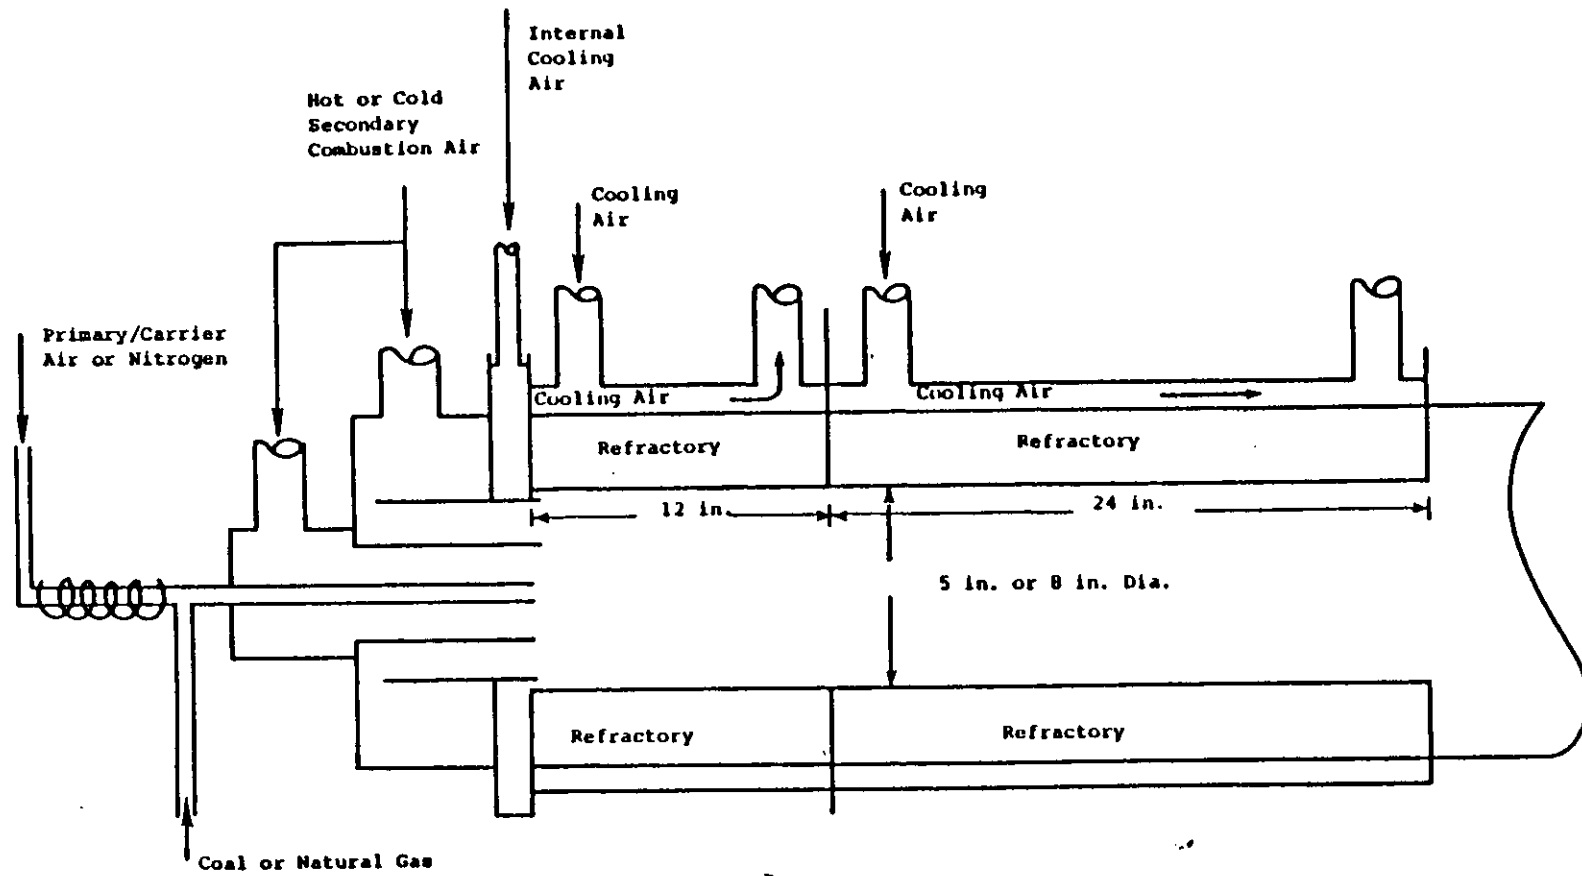 Internal
Cooling
Air
Hot or Cold
Secondary
Combustion Air
Cooling
Air
Cooling
Air
Primary/Carrier
Air or Nitrogen
Cooling Air
Cooling Air
Refractory
Refractory
12 in.
24 in.
5 in. or 8 in. Dia.
Refractory
Refractory
Coal or Natural Gas